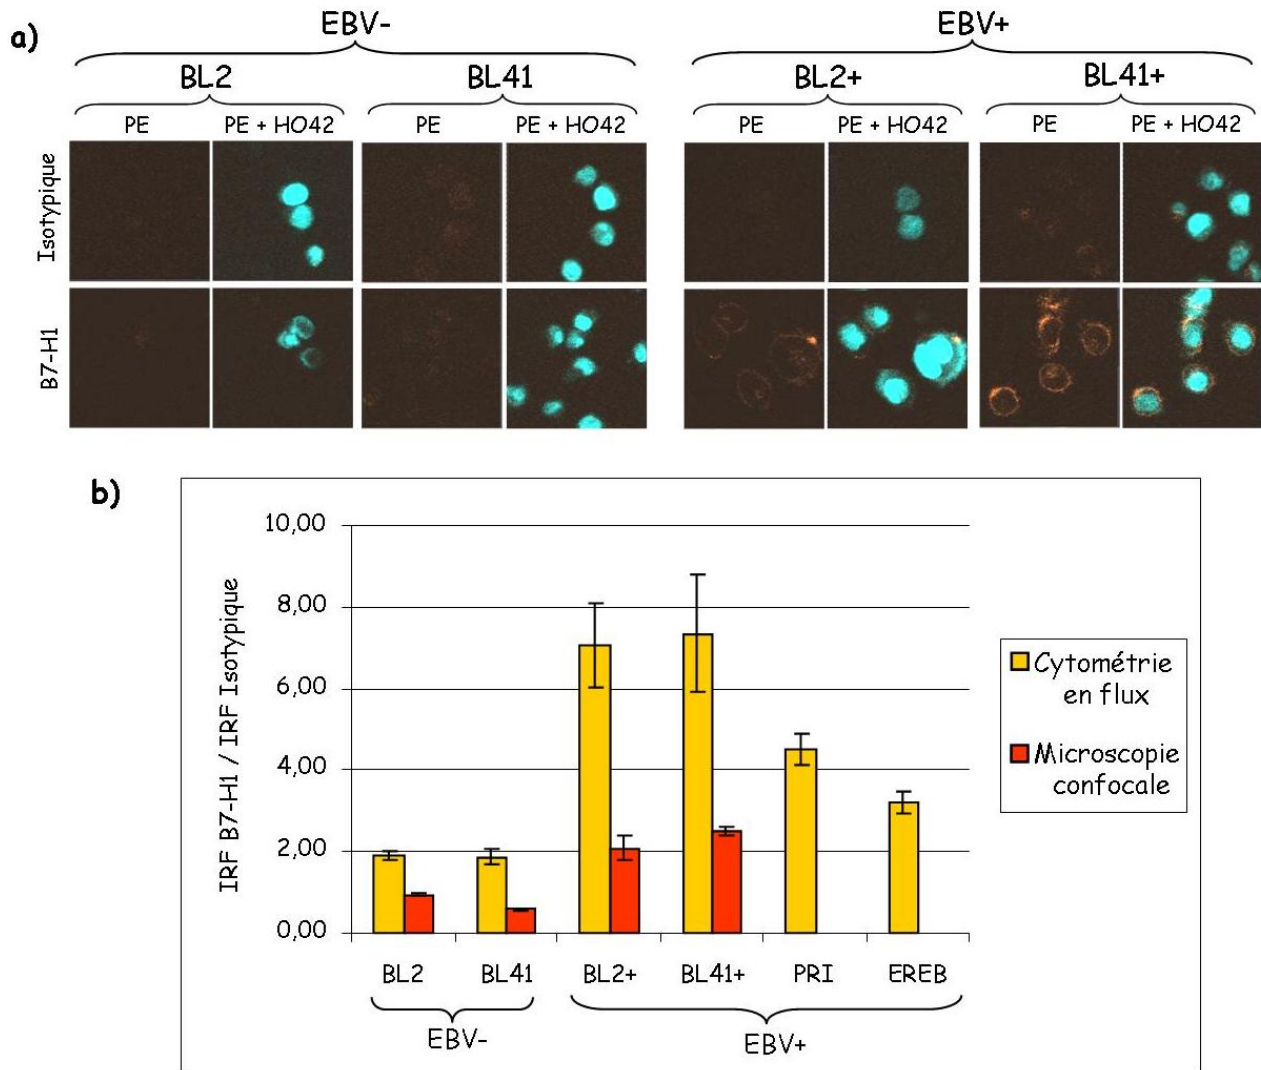 a)
EBV- EBV+
BL2 BL41 BL2+ BL41+
PE PE + HO42 PE PE + HO42 PE PE + HO42 PE PE + HO42
Isotypique
B7-H1
b)
IRF B7-H1 / IRF Isotypique
10,00
8,00
6,00
4,00
2,00
0,00
BL2 BL41 BL2+ BL41+ PRI EREB
EBV- EBV+
Cytométrie
en flux
Microscopie
confocale